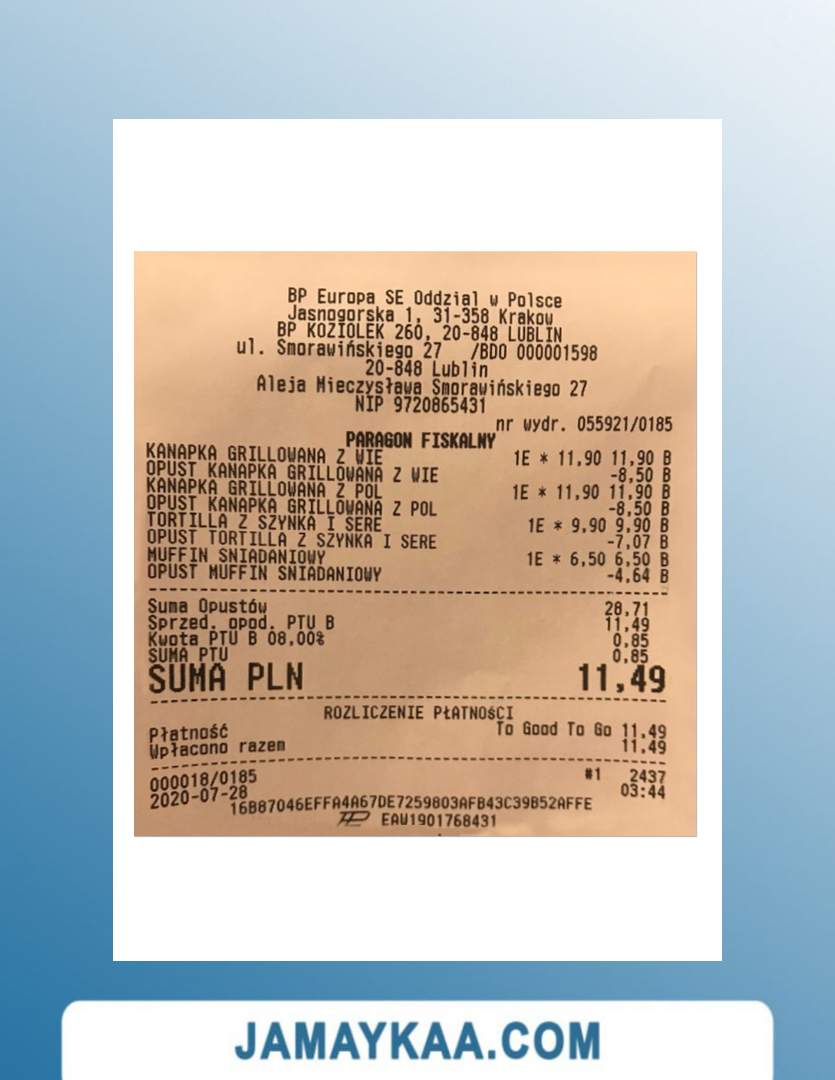 BP Europa SE Oddzial w Polsce
Jasnogorska 1, 31-358 Krakow
BP KOZIOLEK 260, 20-848 LUBLIN
ul. Smorawińskiego 27 /BDO 000001598
20-848 Lublin
Aleja Mieczysława Smorawińskiego 27
NIP 9720865431
nr wydr. 055921/0185
PARAGON FISKALNY
KANAPKA GRILLOWANA Z WIE 1E * 11,90 11,90 B
OPUST KANAPKA GRILLOWANA Z WIE -8,50 B
KANAPKA GRILLOWANA Z POL 1E * 11,90 11,90 B
OPUST KANAPKA GRILLOWANA Z POL -8,50 B
TORTILLA Z SZYNKA I SERE 1E * 9,90 9,90 B
OPUST TORTILLA Z SZYNKA I SERE -7,07 B
MUFFIN SNIADANIOWY 1E * 6,50 6,50 B
OPUST MUFFIN SNIADANIOWY -4,64 B
Suma Opustów 28,71
Sprzed. opod. PTU B 11,49
Kwota PTU B 08,00% 0,85
SUMA PTU 0,85
SUMA PLN 11,49
ROZLICZENIE PŁATNOŚCI
Płatność To Good To Go 11,49
Wpłacono razem 11,49
000018/0185 #1 2437
2020-07-28 03:44
16B87046EFFA4A67DE7259803AFB43C39B52AFFE
EAW1901768431
JAMAYKAA.COM